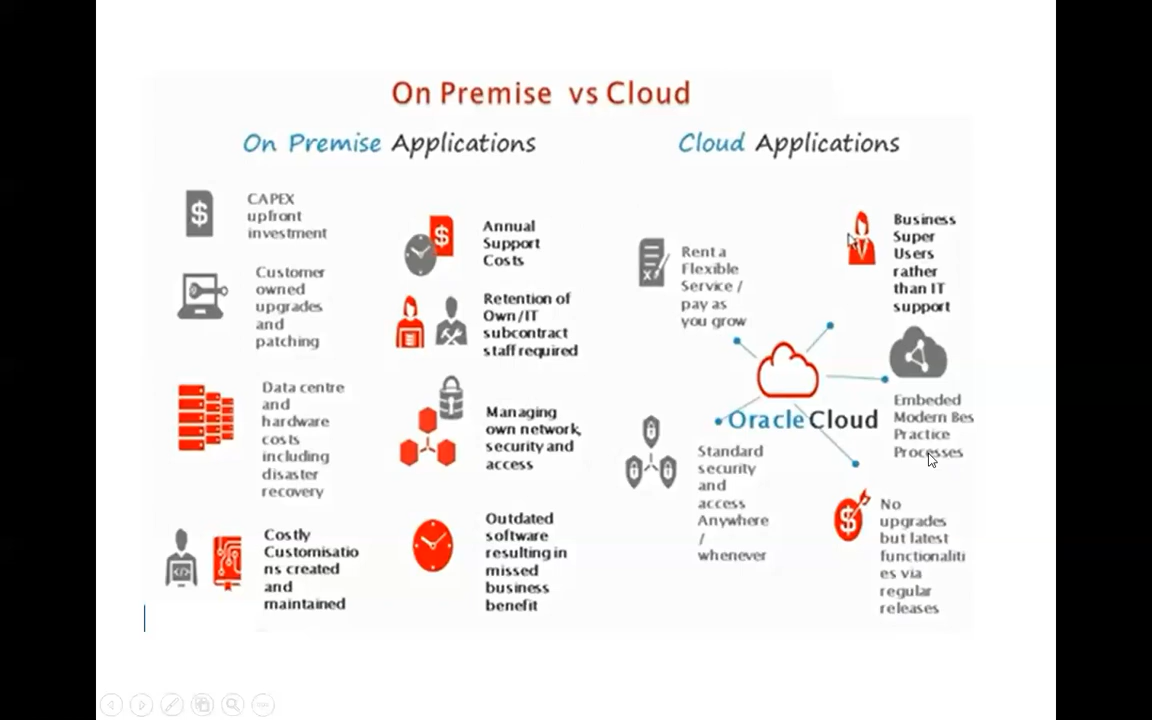 On Premise vs Cloud
On Premise Applications
CAPEX
upfront
investment
Customer
owned
upgrades
and
patching
Data centre
and
hardware
costs
including
disaster
recovery
Costly
Customisatio
ns created
and
maintained
Annual
Support
Costs
Retention of
Own/IT
subcontract
staff required
Managing
own network,
security and
access
Outdated
software
resulting in
missed
business
benefit
Cloud Applications
Rent a
Flexible
Service /
pay as
you grow
Business
Super
Users
rather
than IT
support
Oracle Cloud
Embeded
Modern Bes
Practice
Processes
Standard
security
and
access
Anywhere
/
whenever
No
upgrades
but latest
functionaliti
es via
regular
releases